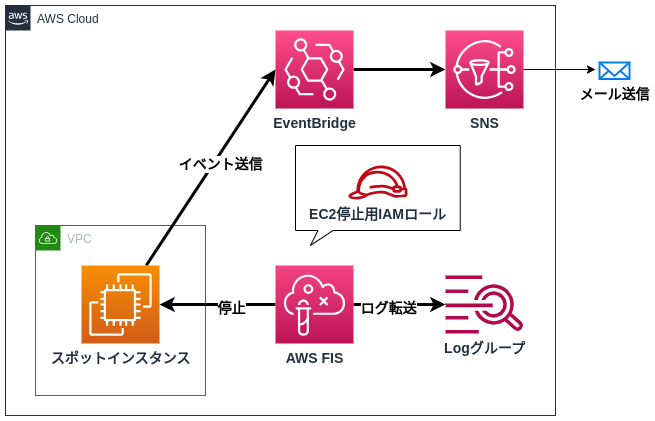 aws
AWS Cloud
EventBridge
SNS
メール送信
イベント送信
EC2停止用IAMロール
VPC
停止
ログ転送
スポットインスタンス
AWS FIS
Logグループ